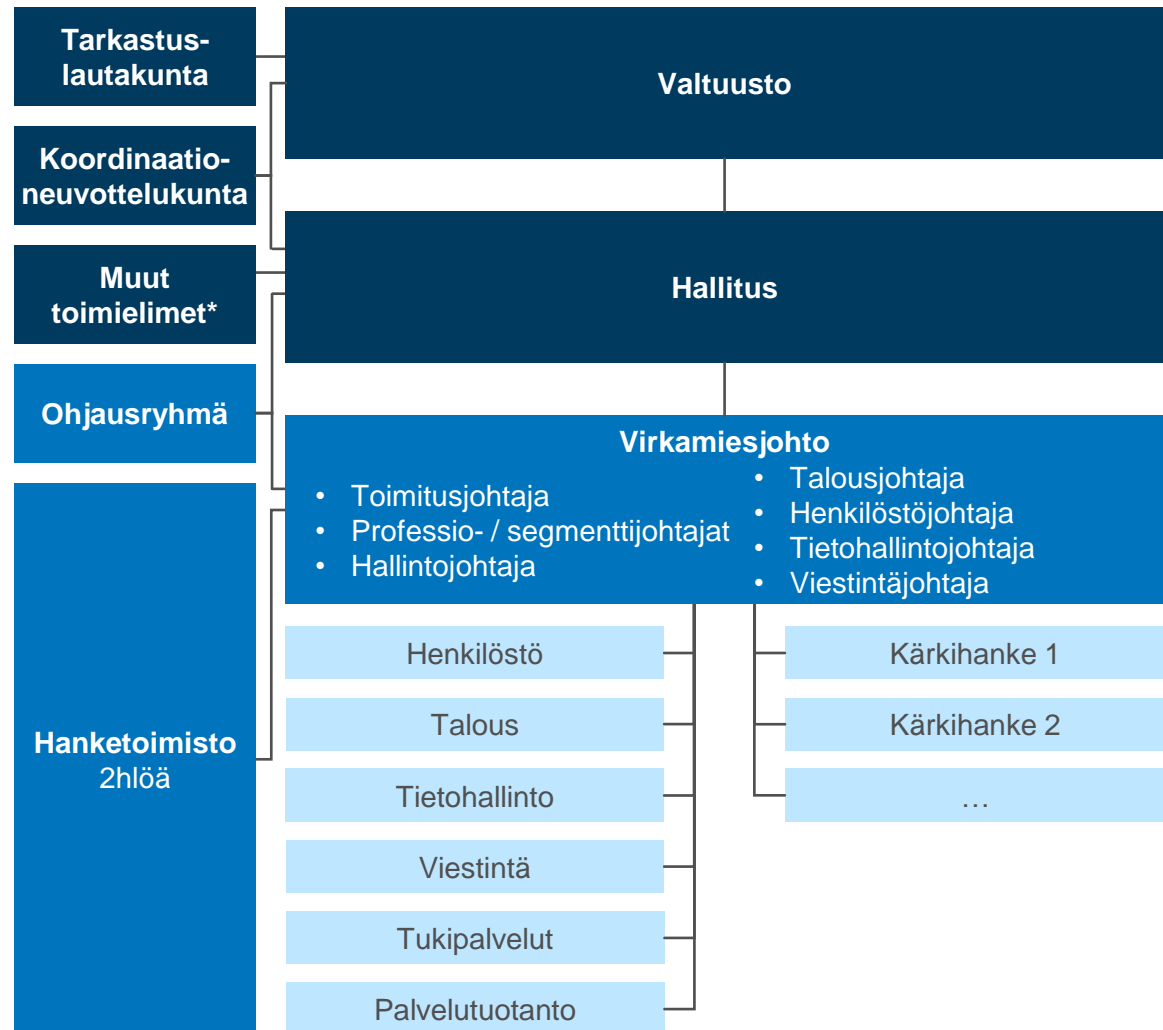 Tarkastus-
lautakunta
Valtuusto
Koordinaatio-
neuvottelukunta
Muut
toimielimet*
Hallitus
Ohjausryhmä
Virkamiesjohto
• Toimitusjohtaja
• Professio- / segmenttijohtajat
• Hallintojohtaja
• Talousjohtaja
• Henkilöstöjohtaja
• Tietohallintojohtaja
• Viestintäjohtaja
Hanketoimisto
2hlöä
Henkilöstö
Talous
Tietohallinto
Viestintä
Tukipalvelut
Palvelutuotanto
Kärkihanke 1
Kärkihanke 2
…